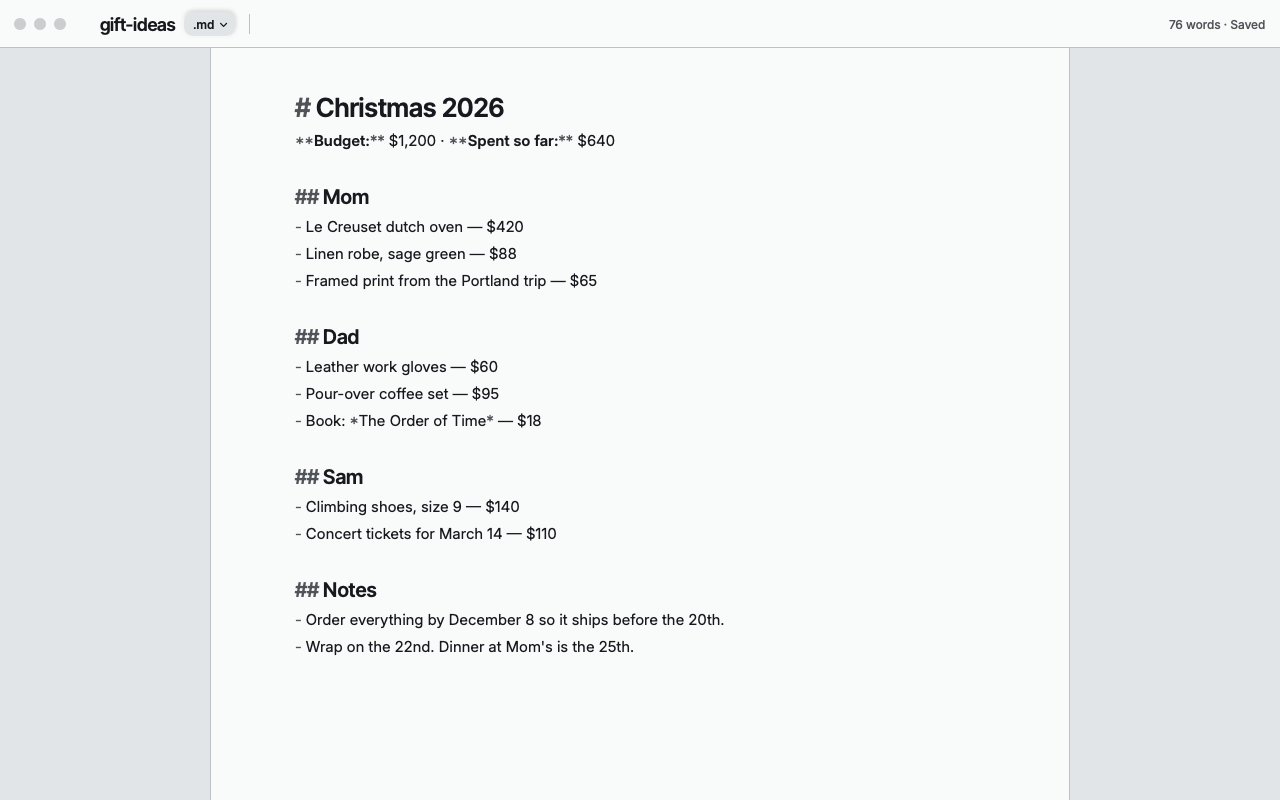 gift-ideas .md
76 words · Saved
# Christmas 2026
**Budget:** $1,200 · **Spent so far:** $640
## Mom
- Le Creuset dutch oven — $420
- Linen robe, sage green — $88
- Framed print from the Portland trip — $65
## Dad
- Leather work gloves — $60
- Pour-over coffee set — $95
- Book: *The Order of Time* — $18
## Sam
- Climbing shoes, size 9 — $140
- Concert tickets for March 14 — $110
## Notes
- Order everything by December 8 so it ships before the 20th.
- Wrap on the 22nd. Dinner at Mom's is the 25th.